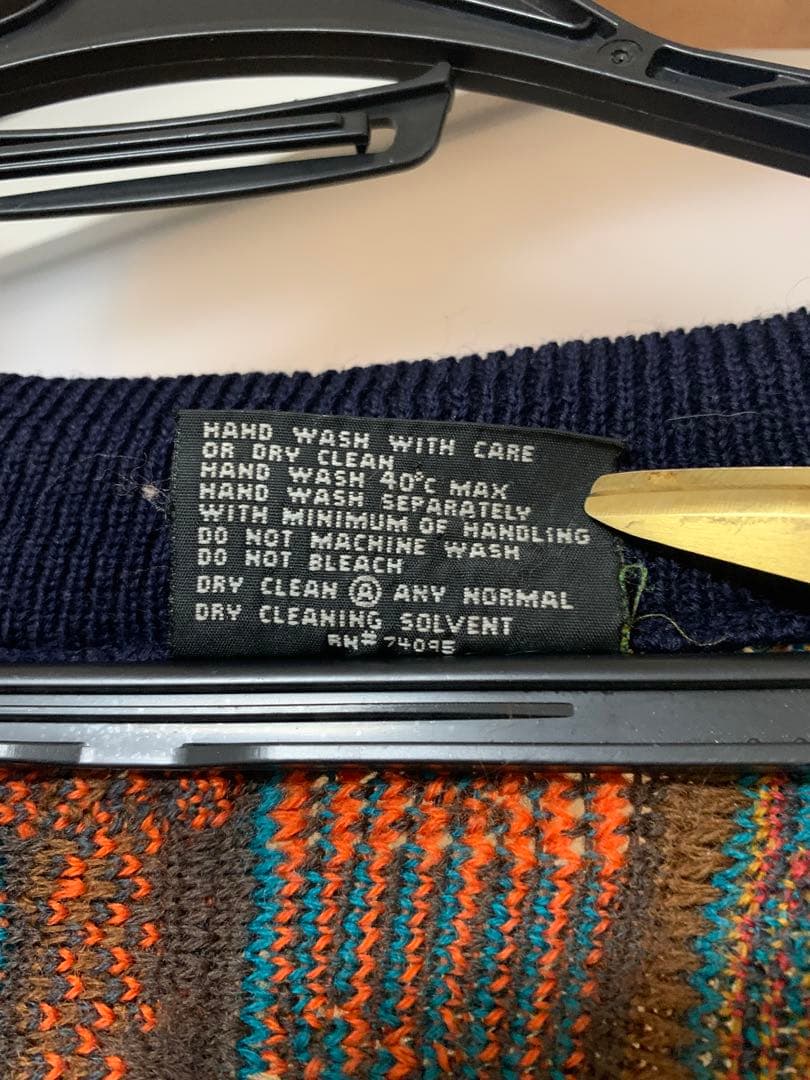 HAND WASH WITH CARE
OR DRY CLEAN
HAND WASH 40°C MAX
HAND WASH SEPARATELY
WITH MINIMUM OF HANDLING
DO NOT MACHINE WASH
DO NOT BLEACH
DRY CLEAN Ⓐ ANY NORMAL
DRY CLEANING SOLVENT
RN# 74095